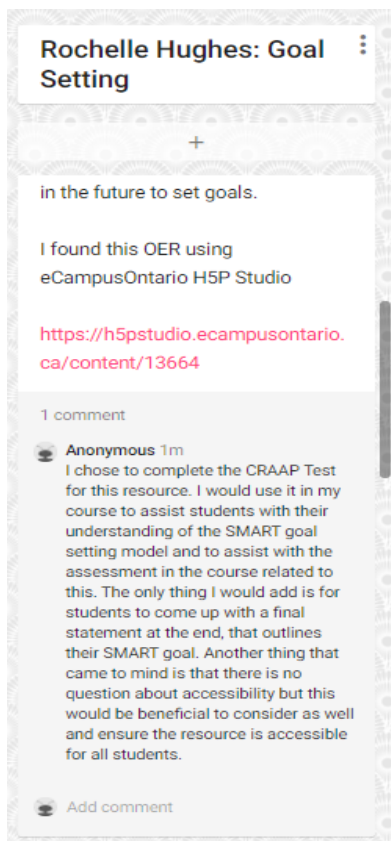 Rochelle Hughes: Goal
Setting
+
in the future to set goals.
I found this OER using
eCampusOntario H5P Studio
https://h5pstudio.ecampusontario.
ca/content/13664
1 comment
Anonymous 1m
I chose to complete the CRAAP Test
for this resource. I would use it in my
course to assist students with their
understanding of the SMART goal
setting model and to assist with the
assessment in the course related to
this. The only thing I would add is for
students to come up with a final
statement at the end, that outlines
their SMART goal. Another thing that
came to mind is that there is no
question about accessibility but this
would be beneficial to consider as well
and ensure the resource is accessible
for all students.
Add comment